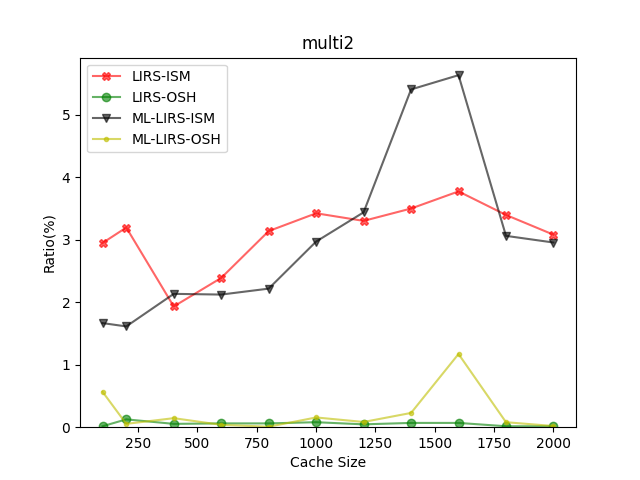 multi2
LIRS-ISM
LIRS-OSH
ML-LIRS-ISM
ML-LIRS-OSH
Ratio(%)
5
4
3
2
1
0
250 500 750 1000 1250 1500 1750 2000
Cache Size